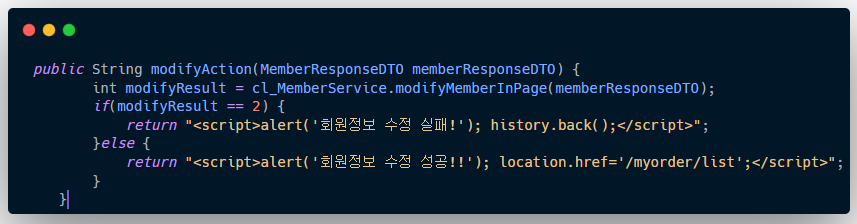 public String modifyAction(MemberResponseDTO memberResponseDTO) {
int modifyResult = cl_MemberService.modifyMemberInPage(memberResponseDTO);
if(modifyResult == 2) {
return "<script>alert('회원정보 수정 실패!'); history.back();</script>";
}else {
return "<script>alert('회원정보 수정 성공!!'); location.href='/myorder/list';</script>";
}
}